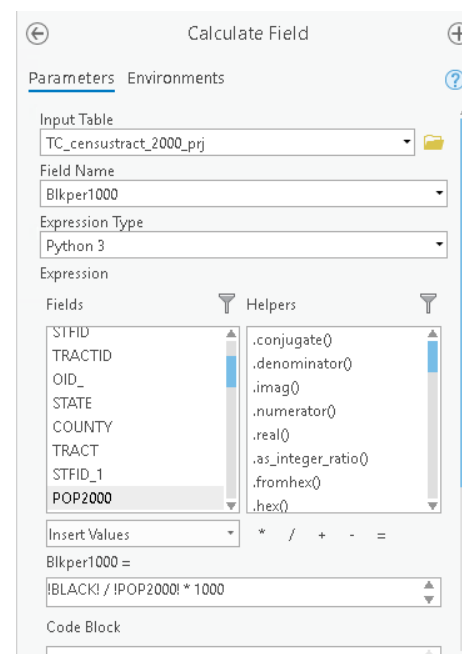 Calculate Field
Parameters Environments
Input Table
TC_censustract_2000_prj
Field Name
Blkper1000
Expression Type
Python 3
Expression
Fields
Helpers
STFID
TRACTID
OID_
STATE
COUNTY
TRACT
STFID_1
POP2000
.conjugate()
.denominator()
.imag()
.numerator()
.real()
.as_integer_ratio()
.fromhex()
.hex()
Insert Values
* / + - =
Blkper1000 =
!BLACK! / !POP2000! * 1000
Code Block